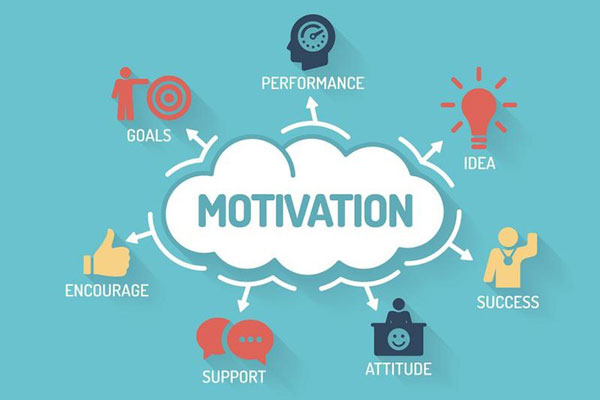 PERFORMANCE
GOALS
IDEA
MOTIVATION
ENCOURAGE
SUCCESS
SUPPORT
ATTITUDE